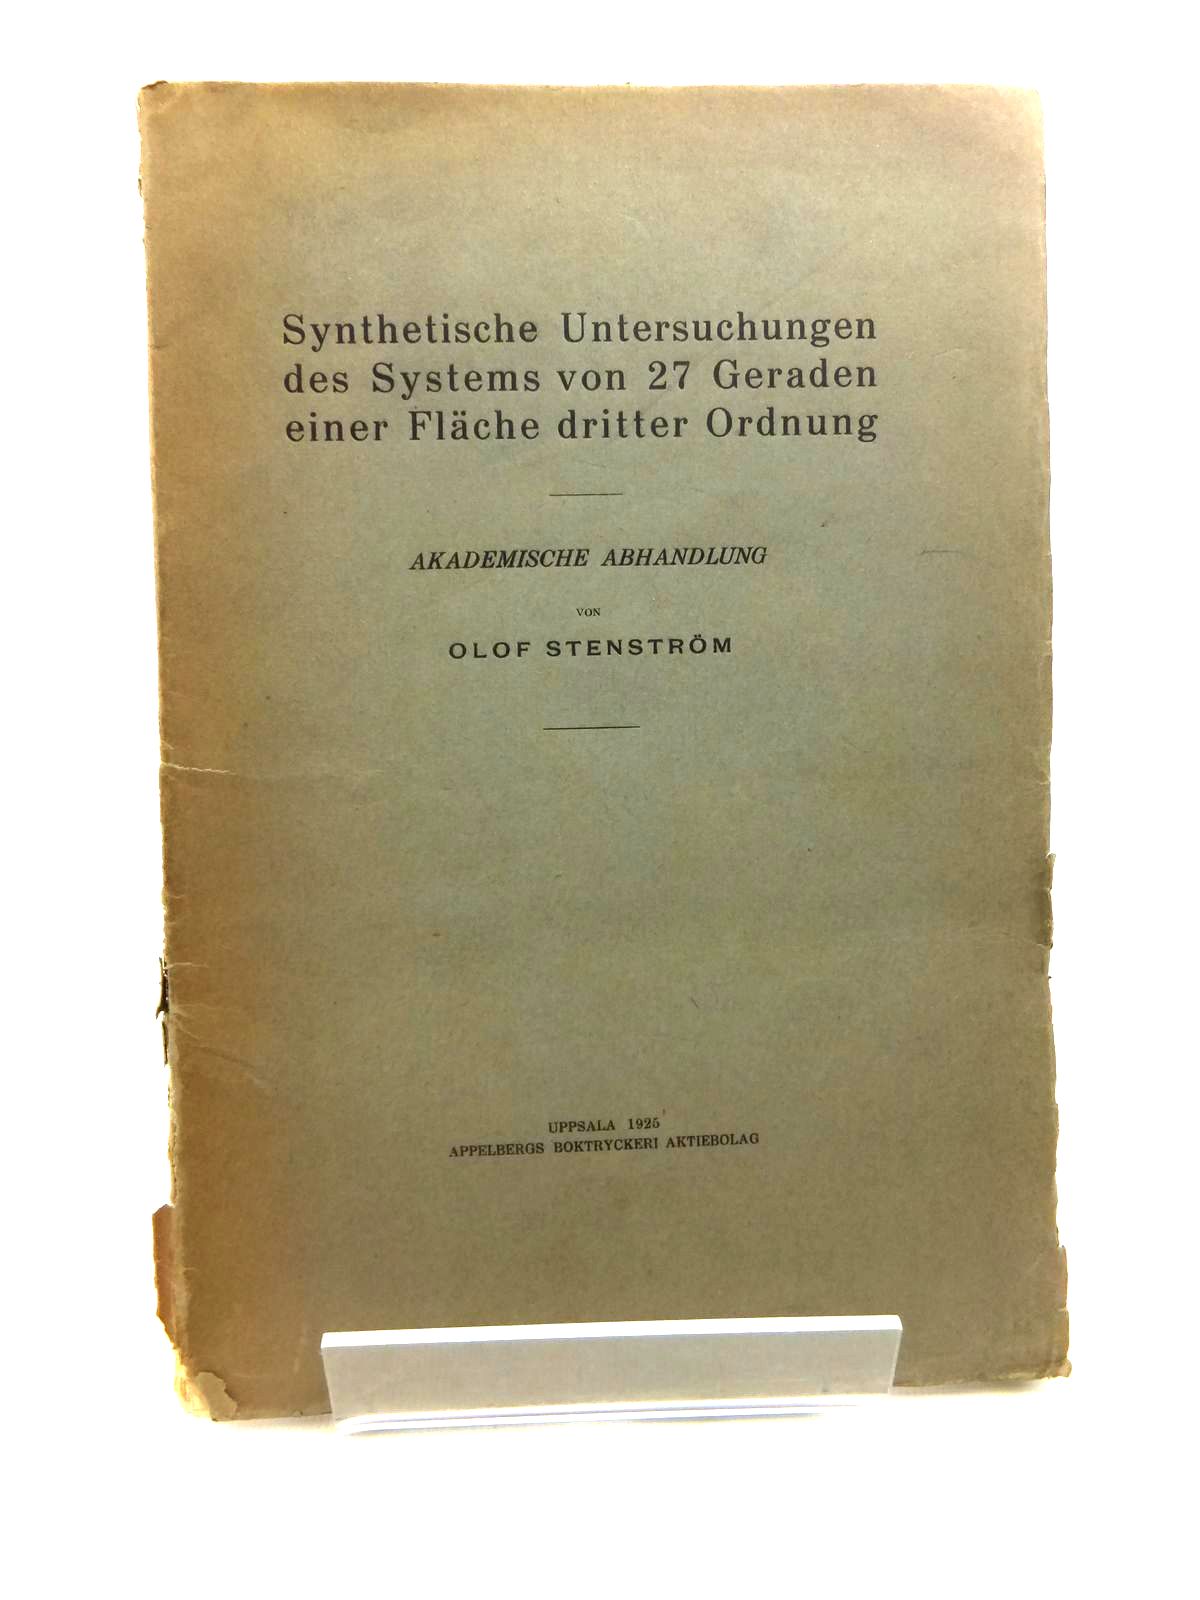 Synthetische Untersuchungen
des Systems von 27 Geraden
einer Fläche dritter Ordnung
AKADEMISCHE ABHANDLUNG
VON
OLOF STENSTRÖM
UPPSALA 1925
APPELBERGS BOKTRYCKERI AKTIEBOLAG